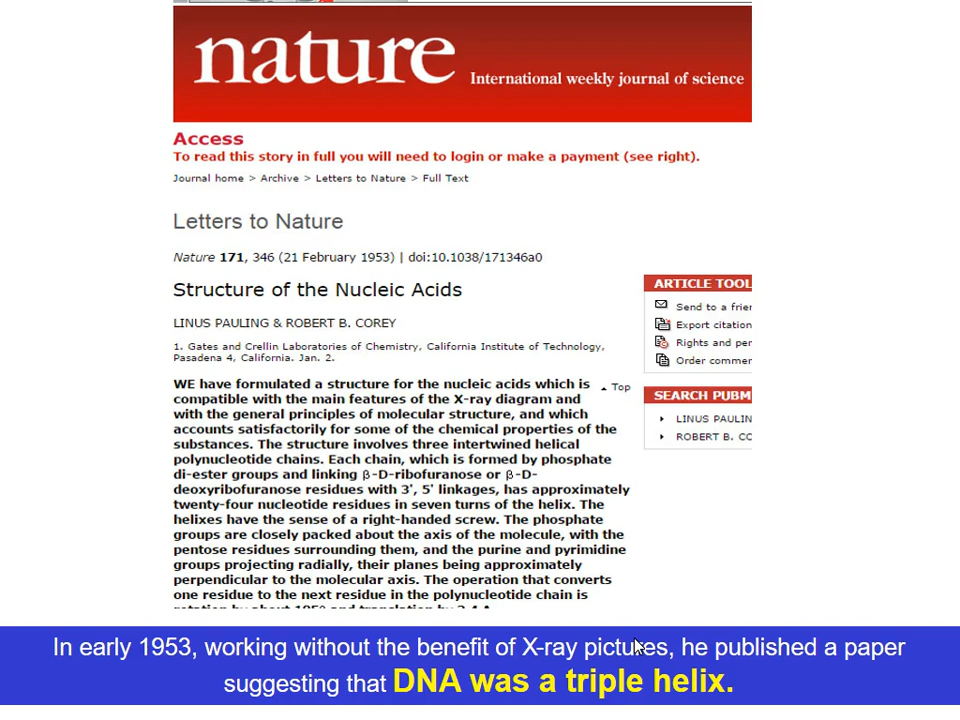 nature International weekly journal of science
Access
To read this story in full you will need to login or make a payment (see right).
Journal home > Archive > Letters to Nature > Full Text
Letters to Nature
Nature 171, 346 (21 February 1953) | doi:10.1038/171346a0
Structure of the Nucleic Acids
LINUS PAULING & ROBERT B. COREY
1. Gates and Crellin Laboratories of Chemistry, California Institute of Technology,
Pasadena 4, California. Jan. 2.
WE have formulated a structure for the nucleic acids which is
compatible with the main features of the X-ray diagram and
with the general principles of molecular structure, and which
accounts satisfactorily for some of the chemical properties of the
substances. The structure involves three intertwined helical
polynucleotide chains. Each chain, which is formed by phosphate
di-ester groups and linking β-D-ribofuranose or β-D-
deoxyribofuranose residues with 3', 5' linkages, has approximately
twenty-four nucleotide residues in seven turns of the helix. The
helixes have the sense of a right-handed screw. The phosphate
groups are closely packed about the axis of the molecule, with the
pentose residues surrounding them, and the purine and pyrimidine
groups projecting radially, their planes being approximately
perpendicular to the molecular axis. The operation that converts
one residue to the next residue in the polynucleotide chain is
rotation by about 105° and translation by 3.4 A
Top
ARTICLE TOOL
Send to a frier
Export citation
Rights and per
Order commer
SEARCH PUBM
LINUS PAULIN
ROBERT B. CO
In early 1953, working without the benefit of X-ray pictures, he published a paper
suggesting that DNA was a triple helix.